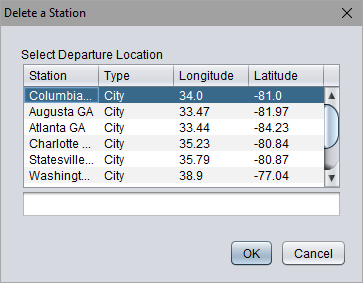 Delete a Station
Select Departure Location
Station Type Longitude Latitude
Columbia... City 34.0 -81.0
Augusta GA City 33.47 -81.97
Atlanta GA City 33.44 -84.23
Charlotte ... City 35.23 -80.84
Statesville... City 35.79 -80.87
Washingt... City 38.9 -77.04
OK Cancel